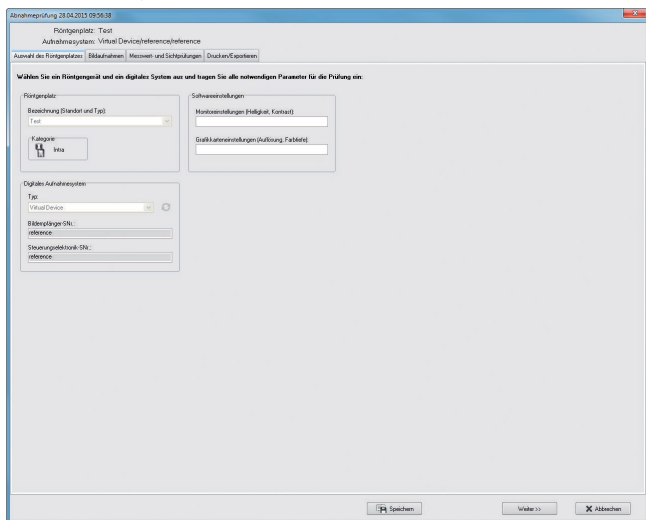 Abnahmeprüfung 28.04.2015 09:56:38
Röntgenplatz: Test
Aufnahmesystem: Virtual Device/reference/reference
Auswahl des Röntgenplatzes
Bildaufnahmen
Messwert- und Sichtprüfungen
Drucken/Exportieren
Wählen Sie ein Röntgengerät und ein digitales System aus und tragen Sie alle notwendigen Parameter für die Prüfung ein:
Röntgenplatz
Bezeichnung (Standort und Typ):
Test
Kategorie
Intra
Softwareeinstellungen
Monitoreinstellungen (Helligkeit, Kontrast):
Grafikkarteneinstellungen (Auflösung, Farbtiefe):
Digitales Aufnahmesystem
Typ:
Virtual Device
Bildempfänger-SNr.:
reference
Steuerungselektronik-SNr.:
reference
Speichern
Weiter >>
Abbrechen